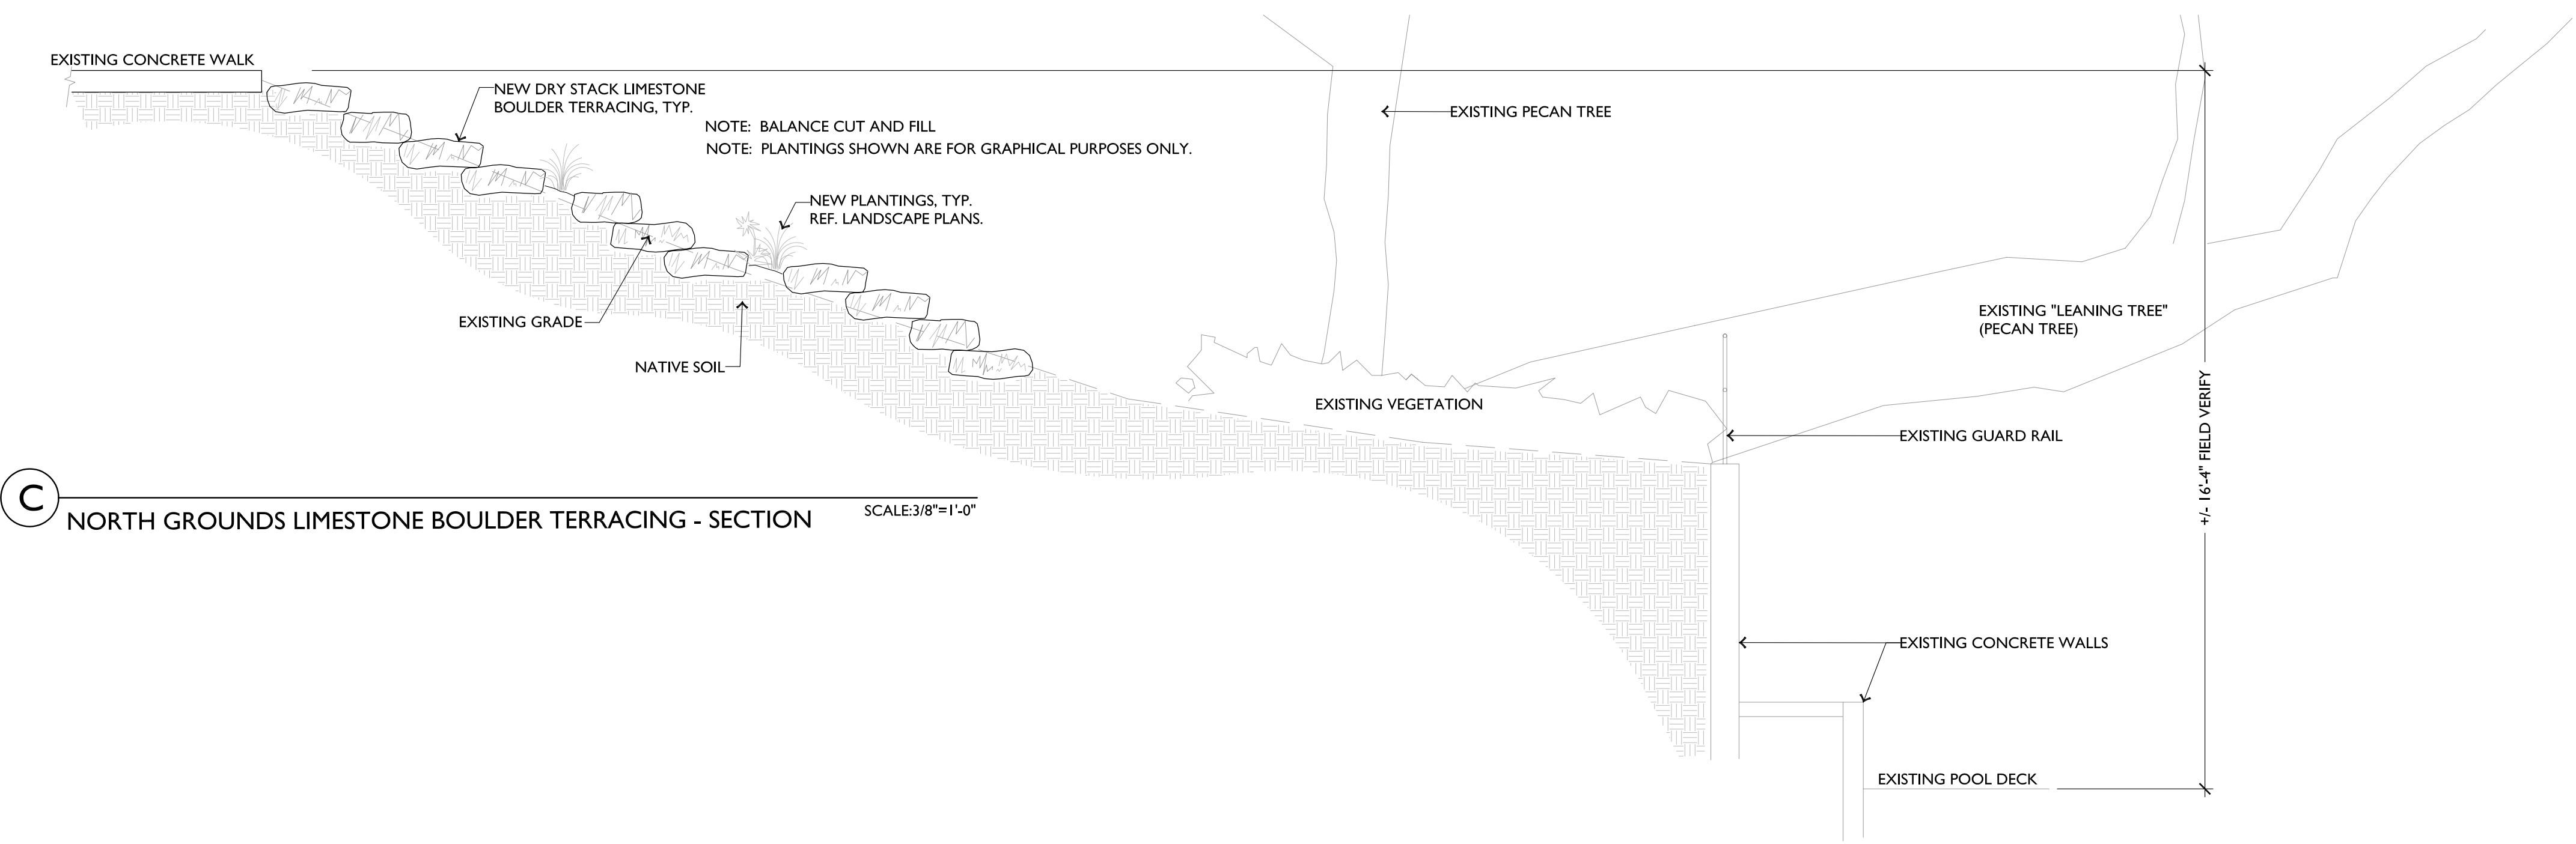 EXISTING CONCRETE WALK
NEW DRY STACK LIMESTONE
BOULDER TERRACING, TYP.
NOTE:  BALANCE CUT AND FILL
NOTE:  PLANTINGS SHOWN ARE FOR GRAPHICAL PURPOSES ONLY.
EXISTING PECAN TREE
NEW PLANTINGS, TYP.
REF. LANDSCAPE PLANS.
EXISTING GRADE
NATIVE SOIL
EXISTING "LEANING TREE"
(PECAN TREE)
EXISTING VEGETATION
EXISTING GUARD RAIL
+/- 16'-4" FIELD VERIFY
C
NORTH GROUNDS LIMESTONE BOULDER TERRACING - SECTION
SCALE:3/8"=1'-0"
EXISTING CONCRETE WALLS
EXISTING POOL DECK